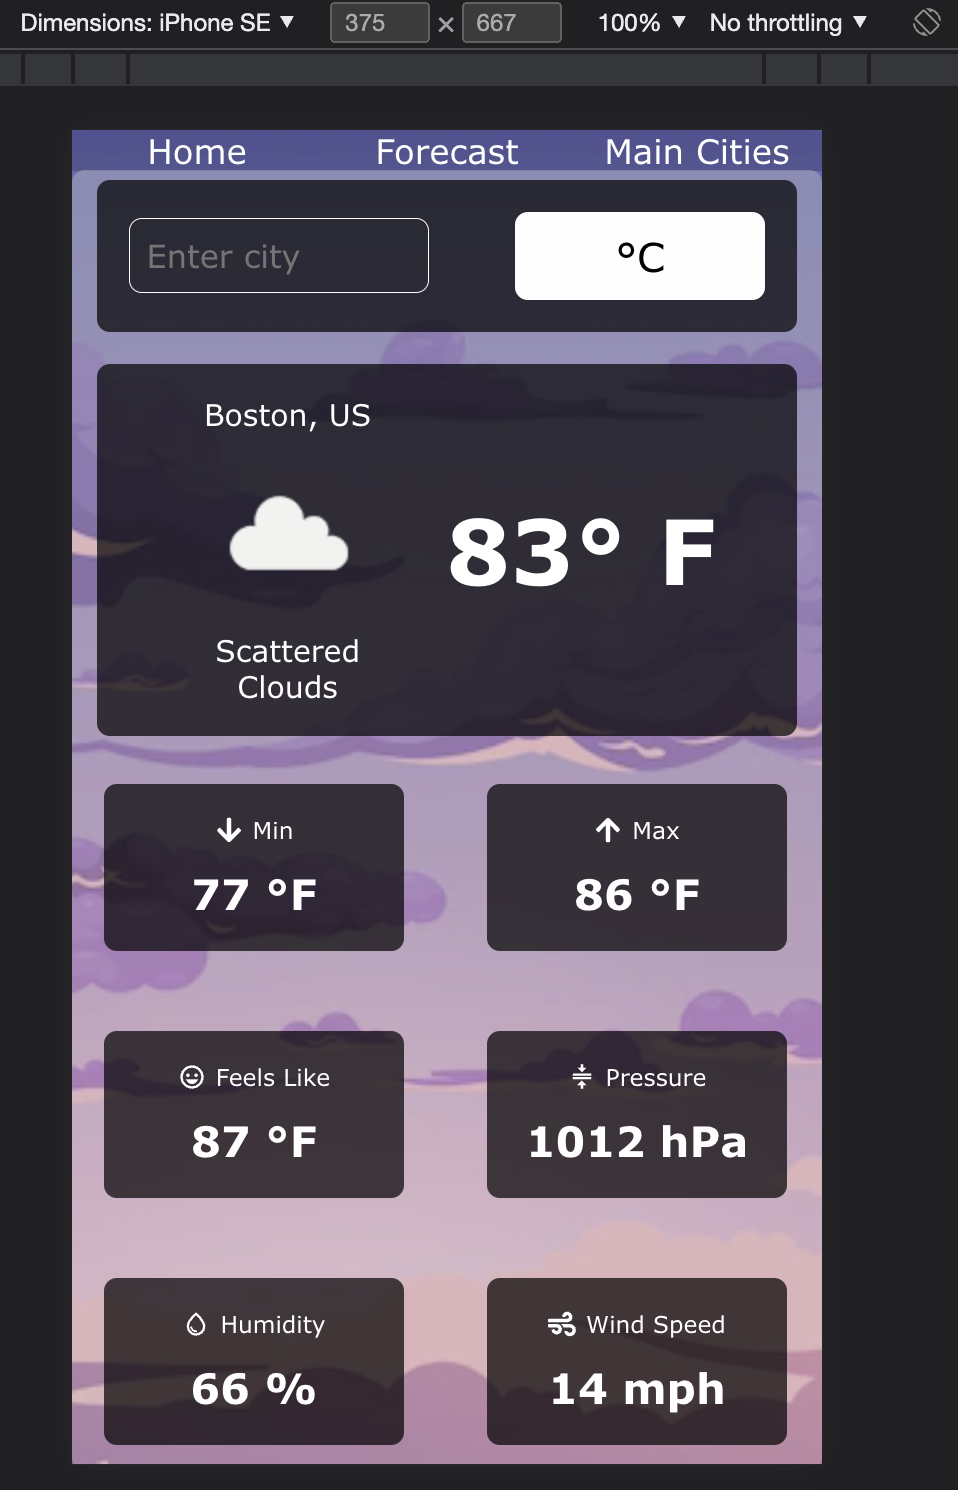 Dimensions: iPhone SE ▼ 375 × 667 100% ▼ No throttling ▼
Home Forecast Main Cities
Enter city °C
Boston, US
83° F
Scattered
Clouds
Min Max
77 °F 86 °F
Feels Like Pressure
87 °F 1012 hPa
Humidity Wind Speed
66 % 14 mph